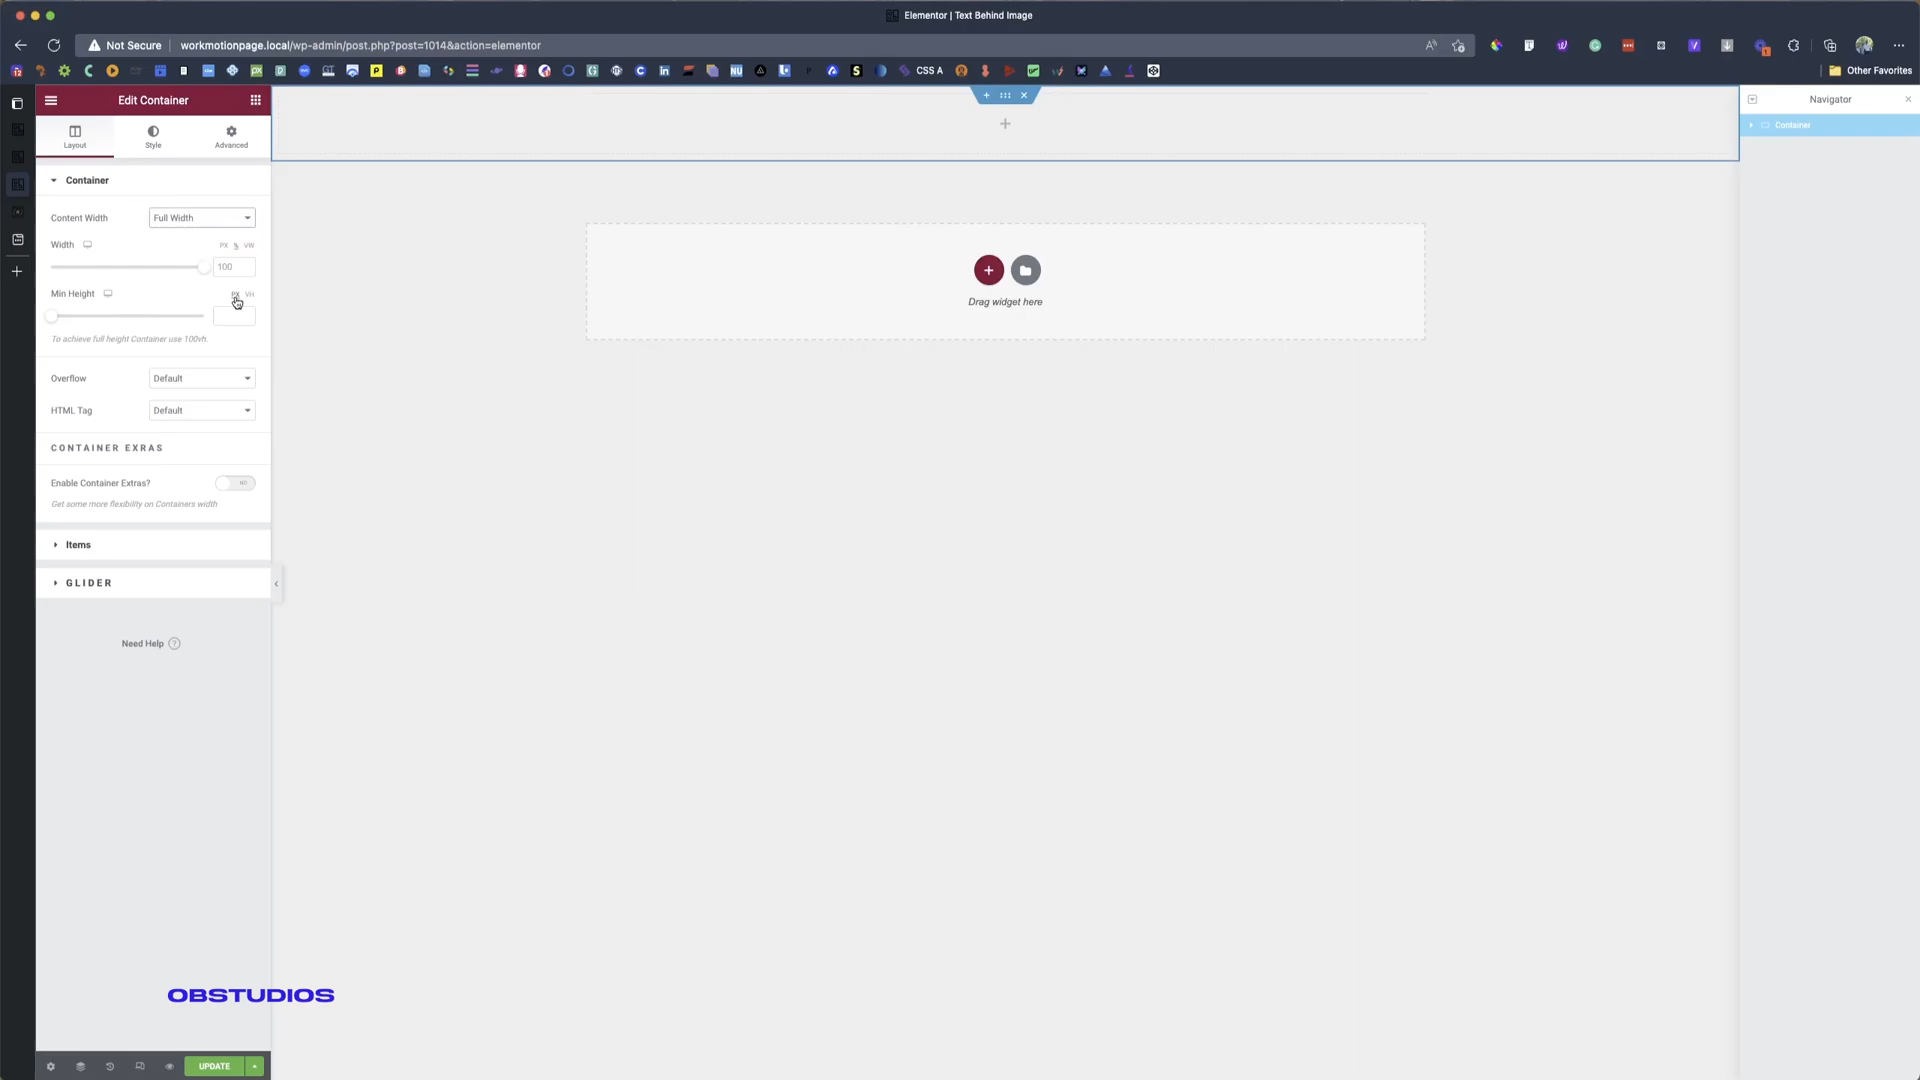 Elementor | Text Behind Image
Not Secure
workmotionpage.local/wp-admin/post.php?post=1014&action=elementor
CSS A
Other Favorites
Edit Container
Layout
Style
Advanced
Container
Content Width
Full Width
Width
PX
%
VW
100
Min Height
PX
VH
To achieve full height Container use 100vh.
Overflow
Default
HTML Tag
Default
CONTAINER EXRAS
Enable Container Extras?
NO
Get some more flexibility on Containers width
Items
GLIDER
Need Help
Drag widget here
Navigator
Container
OBSTUDIOS
UPDATE